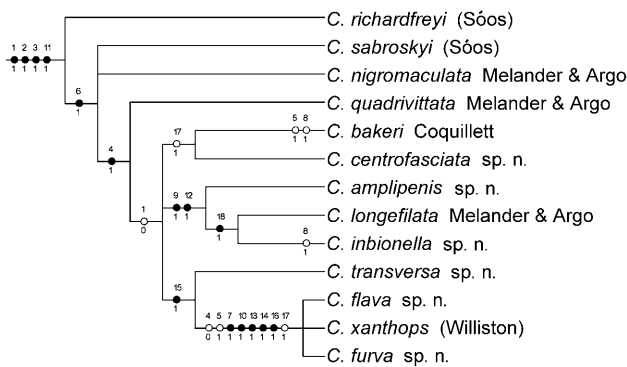 C. richardfreyi (Sóos)
1 2 3 11
1 1 1 1
C. sabroskyi (Sóos)
C. nigromaculata Melander & Argo
6
1
C. quadrivittata Melander & Argo
17 5 8
1 1 1
C. bakeri Coquillett
4
1
C. centrofasciata sp. n.
C. amplipenis sp. n.
9 12
1 1
1
0
18
1
C. longefilata Melander & Argo
8
1
C. inbionella sp. n.
C. transversa sp. n.
15
1
C. flava sp. n.
4 5 7 10 13 14 16 17
0 1 1 1 1 1 1 1
C. xanthops (Williston)
C. furva sp. n.